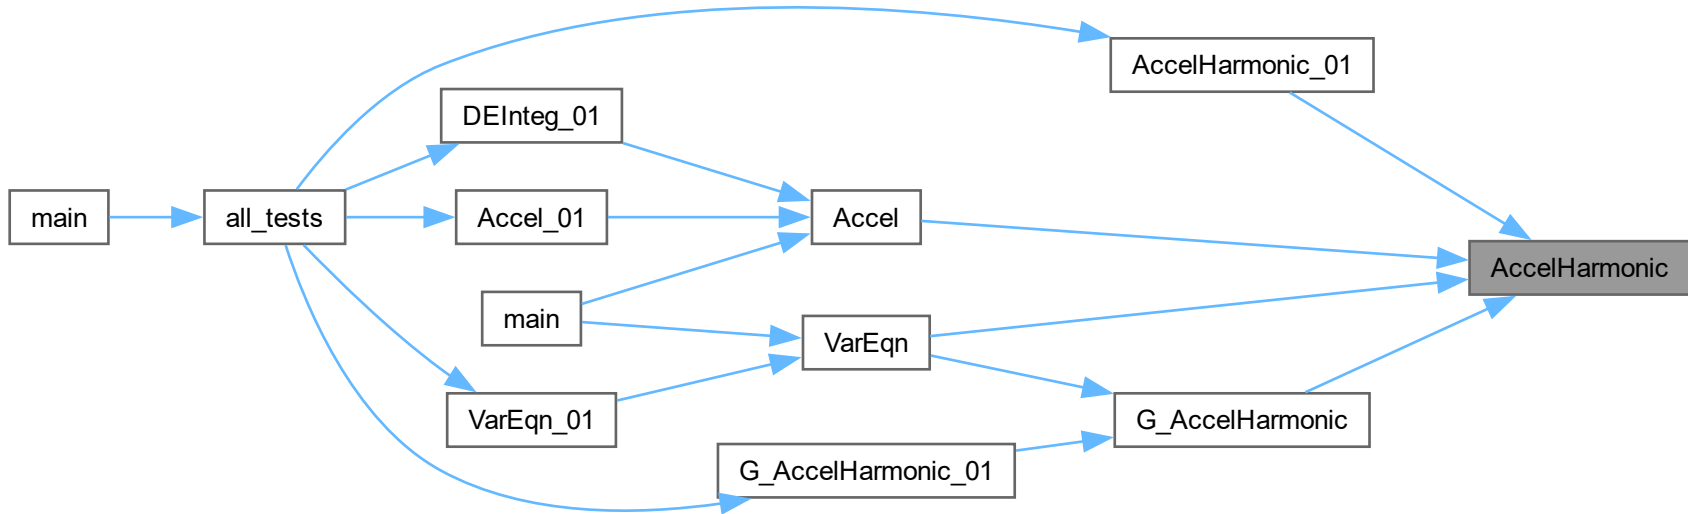 AccelHarmonic_01
DEInteg_01
main
all_tests
Accel_01
Accel
AccelHarmonic
main
VarEqn
VarEqn_01
G_AccelHarmonic
G_AccelHarmonic_01